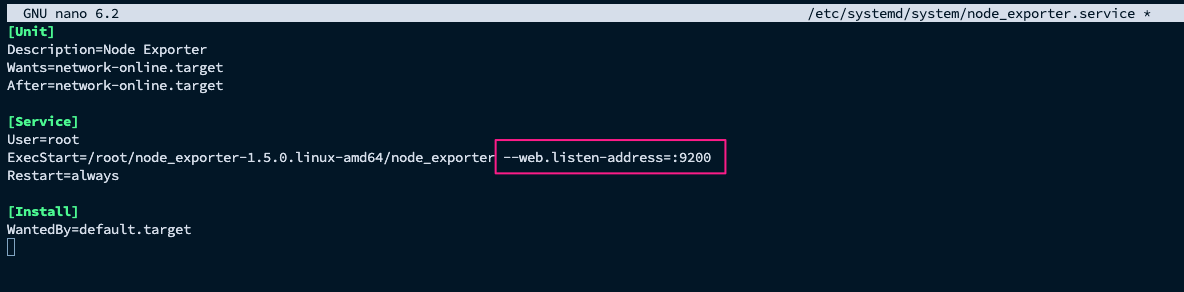 GNU nano 6.2 /etc/systemd/system/node_exporter.service *
[Unit]
Description=Node Exporter
Wants=network-online.target
After=network-online.target
[Service]
User=root
ExecStart=/root/node_exporter-1.5.0.linux-amd64/node_exporter --web.listen-address=:9200
Restart=always
[Install]
WantedBy=default.target